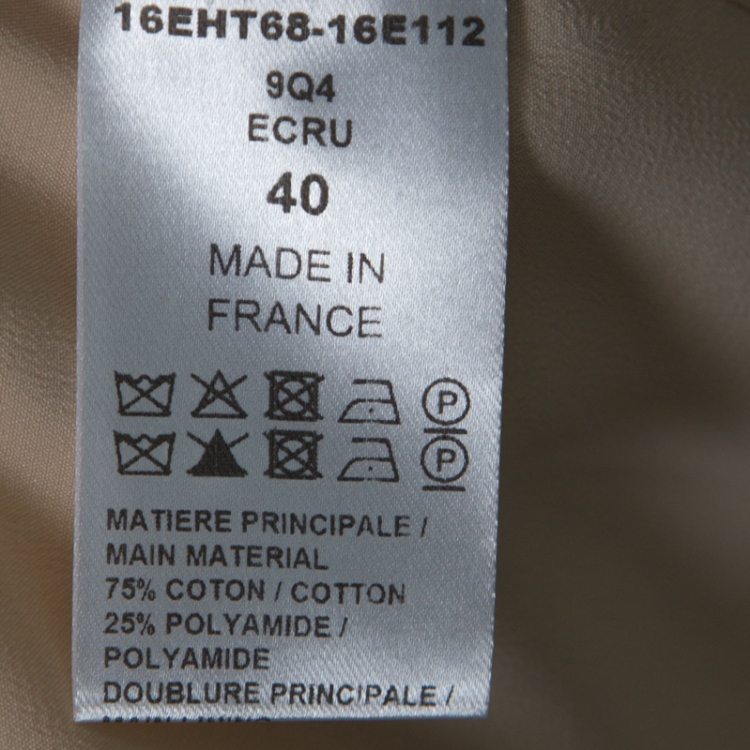 16EHT68-16E112
9Q4
ECRU
40
MADE IN
FRANCE
P
P
MATIERE PRINCIPALE /
MAIN MATERIAL
75% COTON / COTTON
25% POLYAMIDE /
POLYAMIDE
DOUBLURE PRINCIPALE /